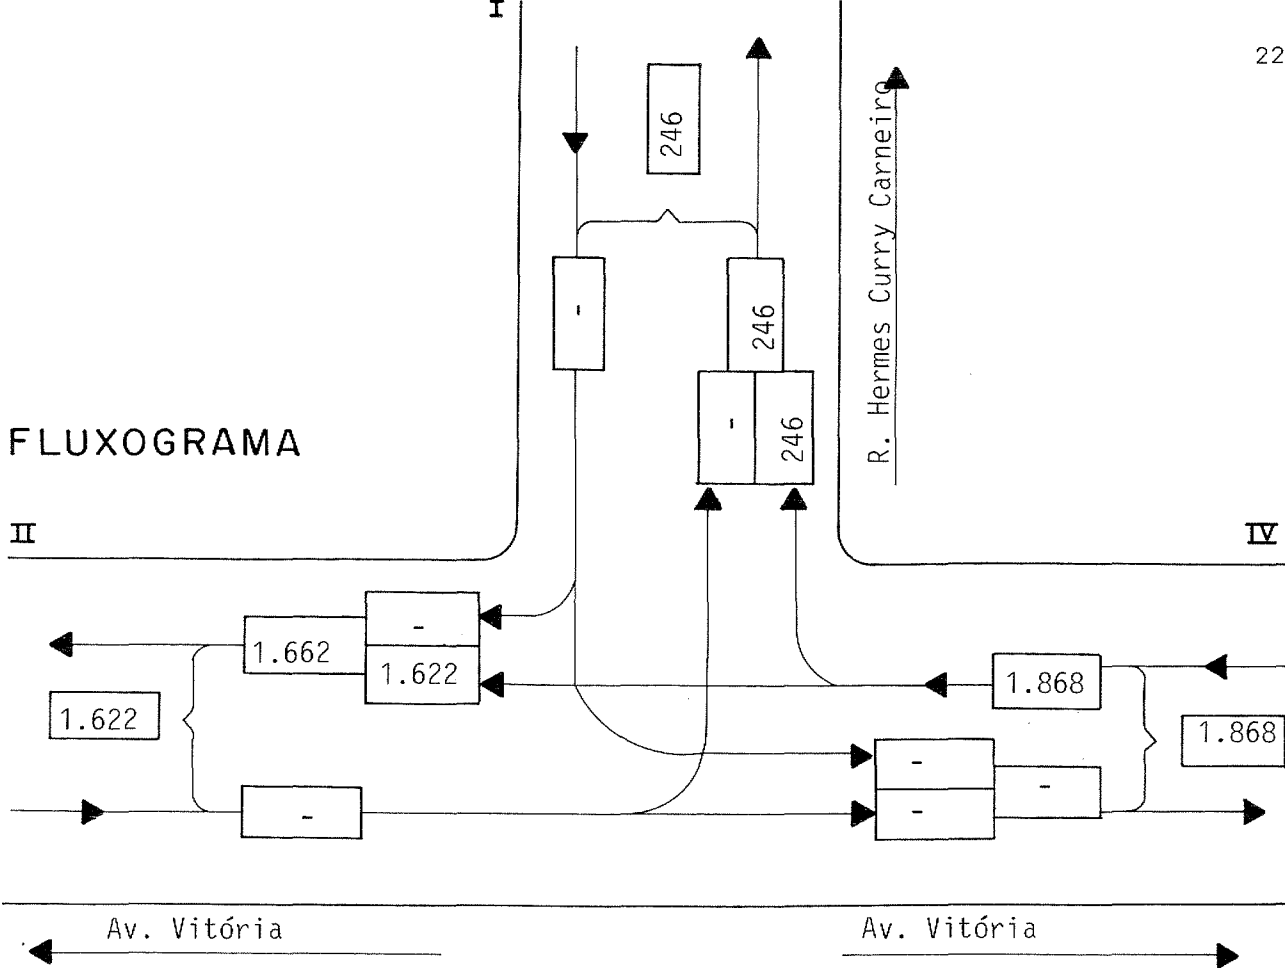 I
22
246
R. Hermes Curry Carneiro
-
246
-
246
FLUXOGRAMA
II
IV
-
1.662
1.622
1.868
1.622
1.868
-
-
-
-
Av. Vitória
Av. Vitória